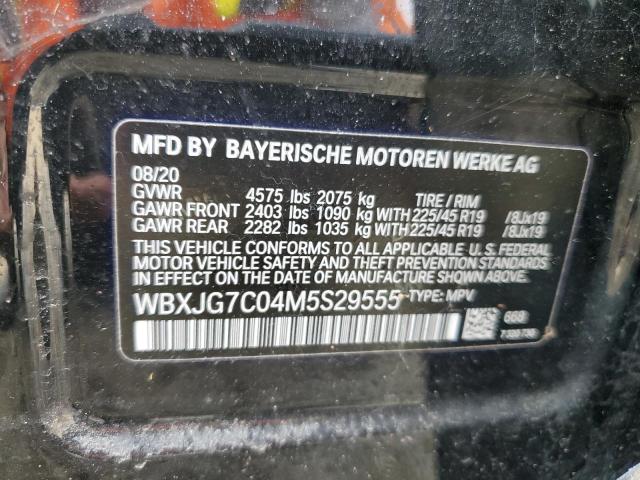 MFD BY BAYERISCHE MOTOREN WERKE AG
08/20
GVWR 4575 lbs 2075 kg TIRE / RIM
GAWR FRONT 2403 lbs 1090 kg WITH 225/45 R19 /8Jx19
GAWR REAR 2282 lbs 1035 kg WITH 225/45 R19 /8Jx19
THIS VEHICLE CONFORMS TO ALL APPLICABLE U.S. FEDERAL
MOTOR VEHICLE SAFETY AND THEFT PREVENTION STANDARDS
IN EFFECT ON THE DATE OF MANUFACTURE SHOWN ABOVE.
WBXJG7C04M5S29555 TYPE: MPV
668